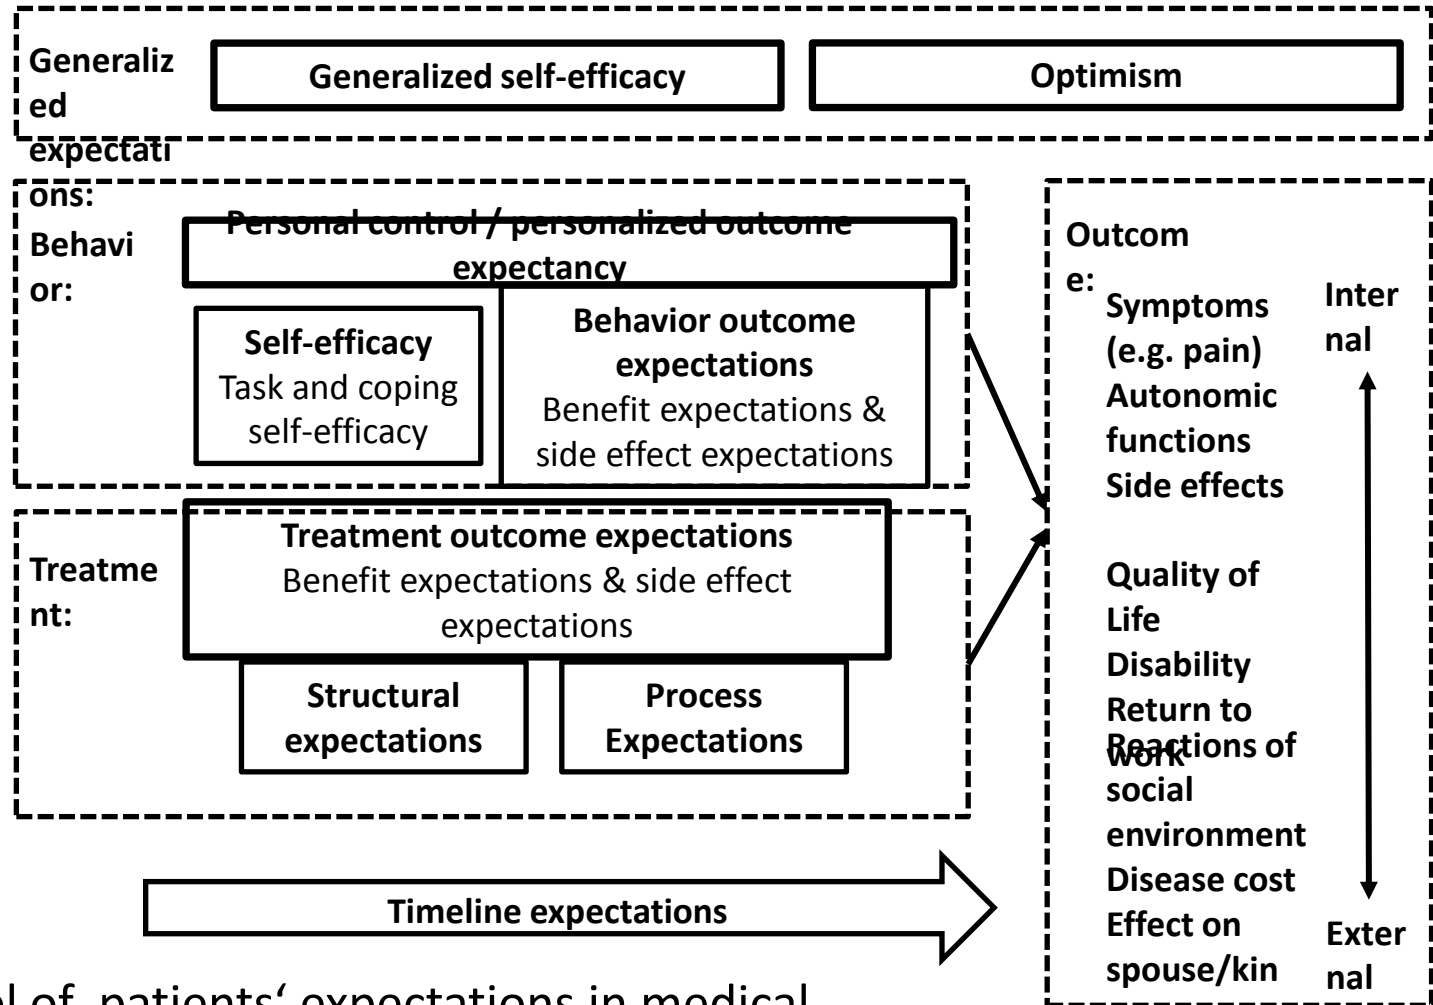 Generaliz
ed
expectati
ons:
Generalized self-efficacy
Optimism
Behavi
or:
Personal control / personalized outcome
expectancy
Self-efficacy
Task and coping
self-efficacy
Behavior outcome
expectations
Benefit expectations &
side effect expectations
Treatme
nt:
Treatment outcome expectations
Benefit expectations & side effect
expectations
Structural
expectations
Process
Expectations
Timeline expectations
Outcom
e:
Symptoms
(e.g. pain)
Autonomic
functions
Side effects
Quality of
Life
Disability
Return to
work
Reactions of
social
environment
Disease cost
Effect on
spouse/kin
Inter
nal
Exter
nal
of patients‘ expectations in medical